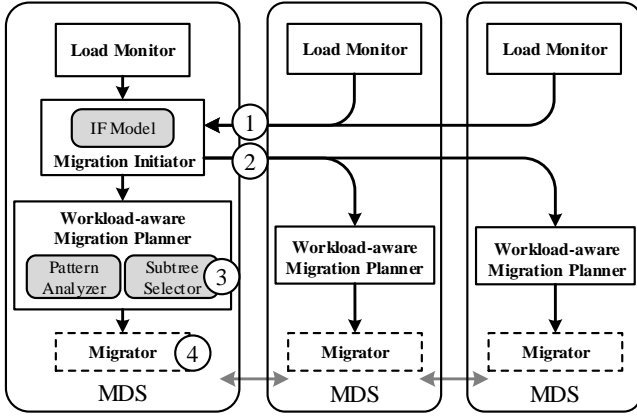 Load Monitor
Load Monitor
Load Monitor
IF Model
Migration Initiator
1
2
Workload-aware
Migration Planner
Pattern
Analyzer
Subtree
Selector
3
Workload-aware
Migration Planner
Workload-aware
Migration Planner
Migrator
4
Migrator
Migrator
MDS
MDS
MDS